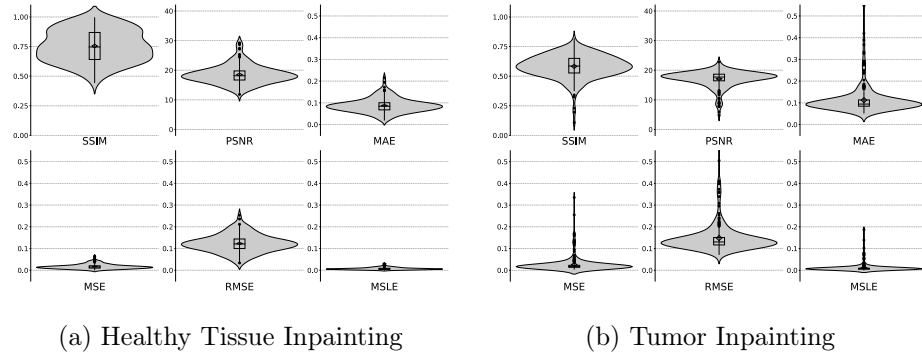 1.00 40 0.5 1.00 40 0.5
0.75 30 0.4 0.75 30 0.4
0.50 20 0.3 0.50 20 0.3
0.25 10 0.2 0.25 10 0.2
0.00 0 0.1 0.00 0 0.1
0.0 0.0
SSIM PSNR MAE SSIM PSNR MAE
0.5 0.5 0.5 0.5 0.5 0.5
0.4 0.4 0.4 0.4 0.4 0.4
0.3 0.3 0.3 0.3 0.3 0.3
0.2 0.2 0.2 0.2 0.2 0.2
0.1 0.1 0.1 0.1 0.1 0.1
0.0 0.0 0.0 0.0 0.0 0.0
MSE RMSE MSLE MSE RMSE MSLE
(a) Healthy Tissue Inpainting (b) Tumor Inpainting